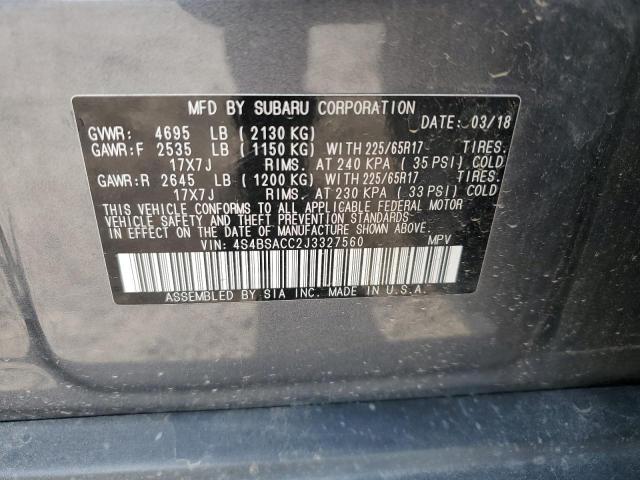 MFD BY SUBARU CORPORATION
DATE: 03/18
GVWR: 4695 LB (2130 KG)
GAWR:F 2535 LB (1150 KG) WITH 225/65R17 TIRES.
17X7J RIMS. AT 240 KPA (35 PSI) COLD
GAWR:R 2645 LB (1200 KG) WITH 225/65R17 TIRES.
17X7J RIMS. AT 230 KPA (33 PSI) COLD
THIS VEHICLE CONFORMS TO ALL APPLICABLE FEDERAL MOTOR
VEHICLE SAFETY AND THEFT PREVENTION STANDARDS IN
EFFECT ON THE DATE OF MANUFACTURE SHOWN ABOVE.
VIN: 4S4BSACC2J3327560 MPV
ASSEMBLED BY SIA INC. MADE IN U.S.A.